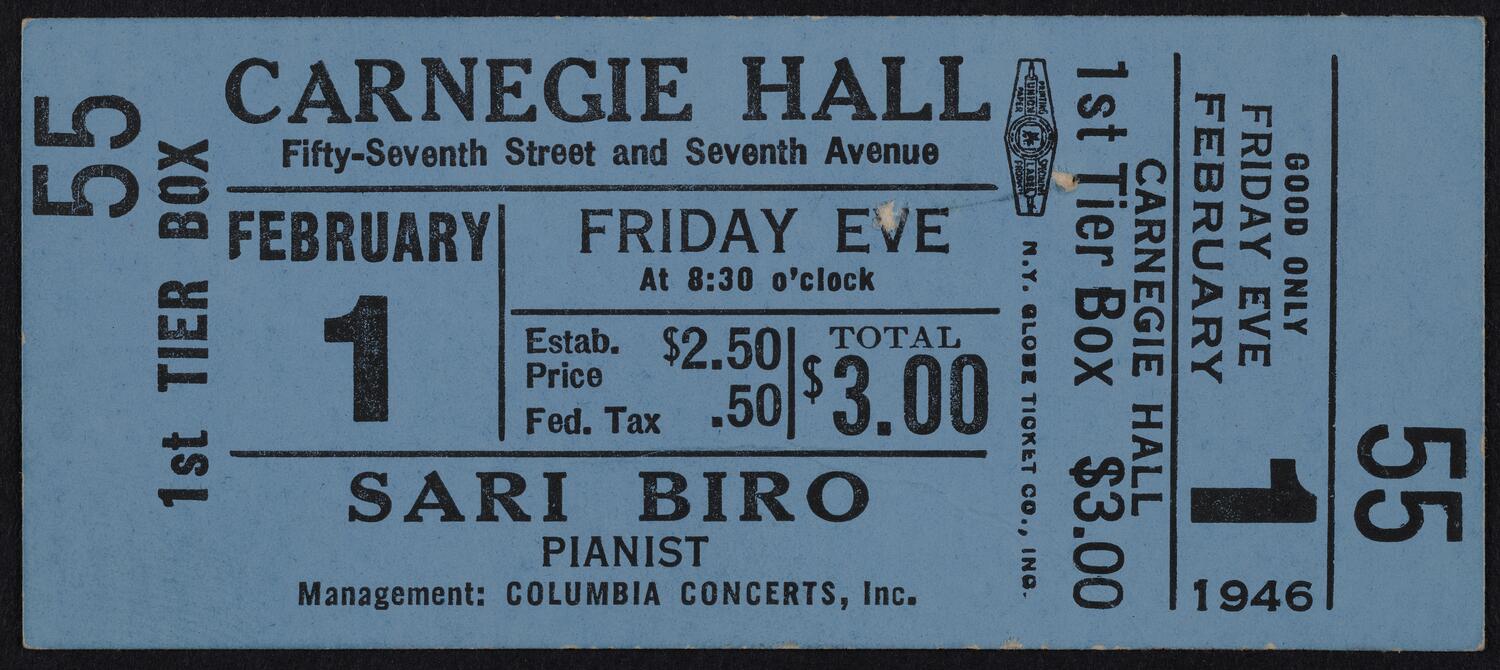 55
1st TIER BOX
CARNEGIE HALL
Fifty-Seventh Street and Seventh Avenue
FEBRUARY
1
FRIDAY EVE
At 8:30 o'clock
Estab. Price $2.50
Fed. Tax .50
TOTAL
$3.00
SARI BIRO
PIANIST
Management: COLUMBIA CONCERTS, Inc.
N.Y. GLOBE TICKET CO., INC.
1st Tier Box $3.00
CARNEGIE HALL
GOOD ONLY
FRIDAY EVE
FEBRUARY
1
1946
55